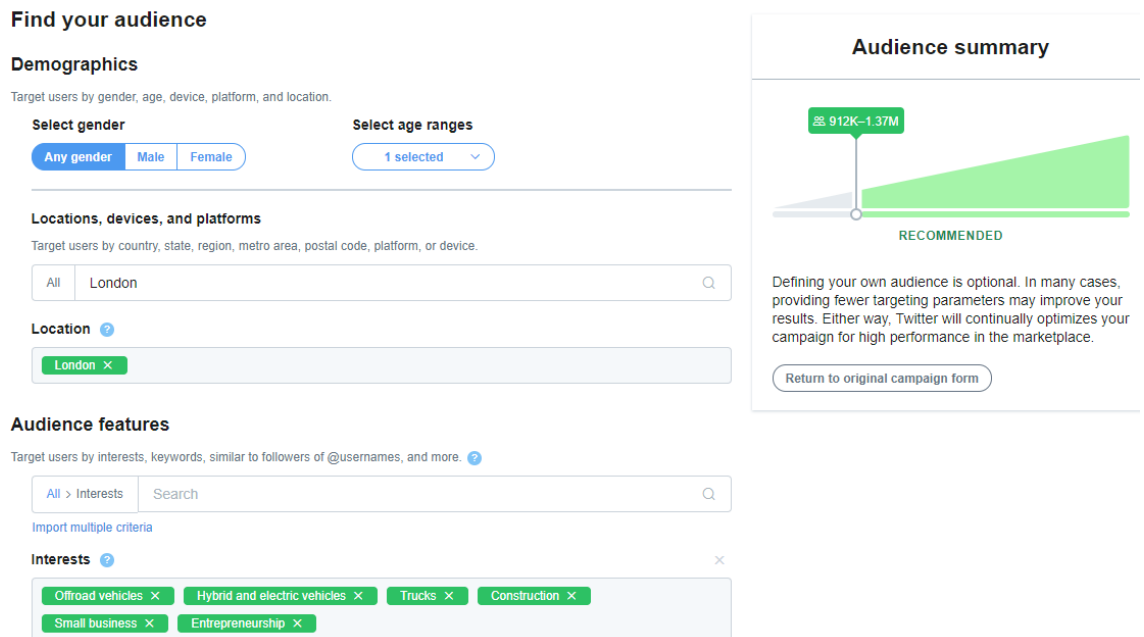 Find your audience
Demographics
Target users by gender, age, device, platform, and location.
Select gender
Any gender Male Female
Select age ranges
1 selected
Locations, devices, and platforms
Target users by country, state, region, metro area, postal code, platform, or device.
All London
Location ?
London ×
Audience features
Target users by interests, keywords, similar to followers of @usernames, and more. ?
All > Interests Search
Import multiple criteria
Interests ?
Offroad vehicles × Hybrid and electric vehicles × Trucks × Construction ×
Small business × Entrepreneurship ×
Audience summary
912K–1.37M
RECOMMENDED
Defining your own audience is optional. In many cases,
providing fewer targeting parameters may improve your
results. Either way, Twitter will continually optimizes your
campaign for high performance in the marketplace.
Return to original campaign form